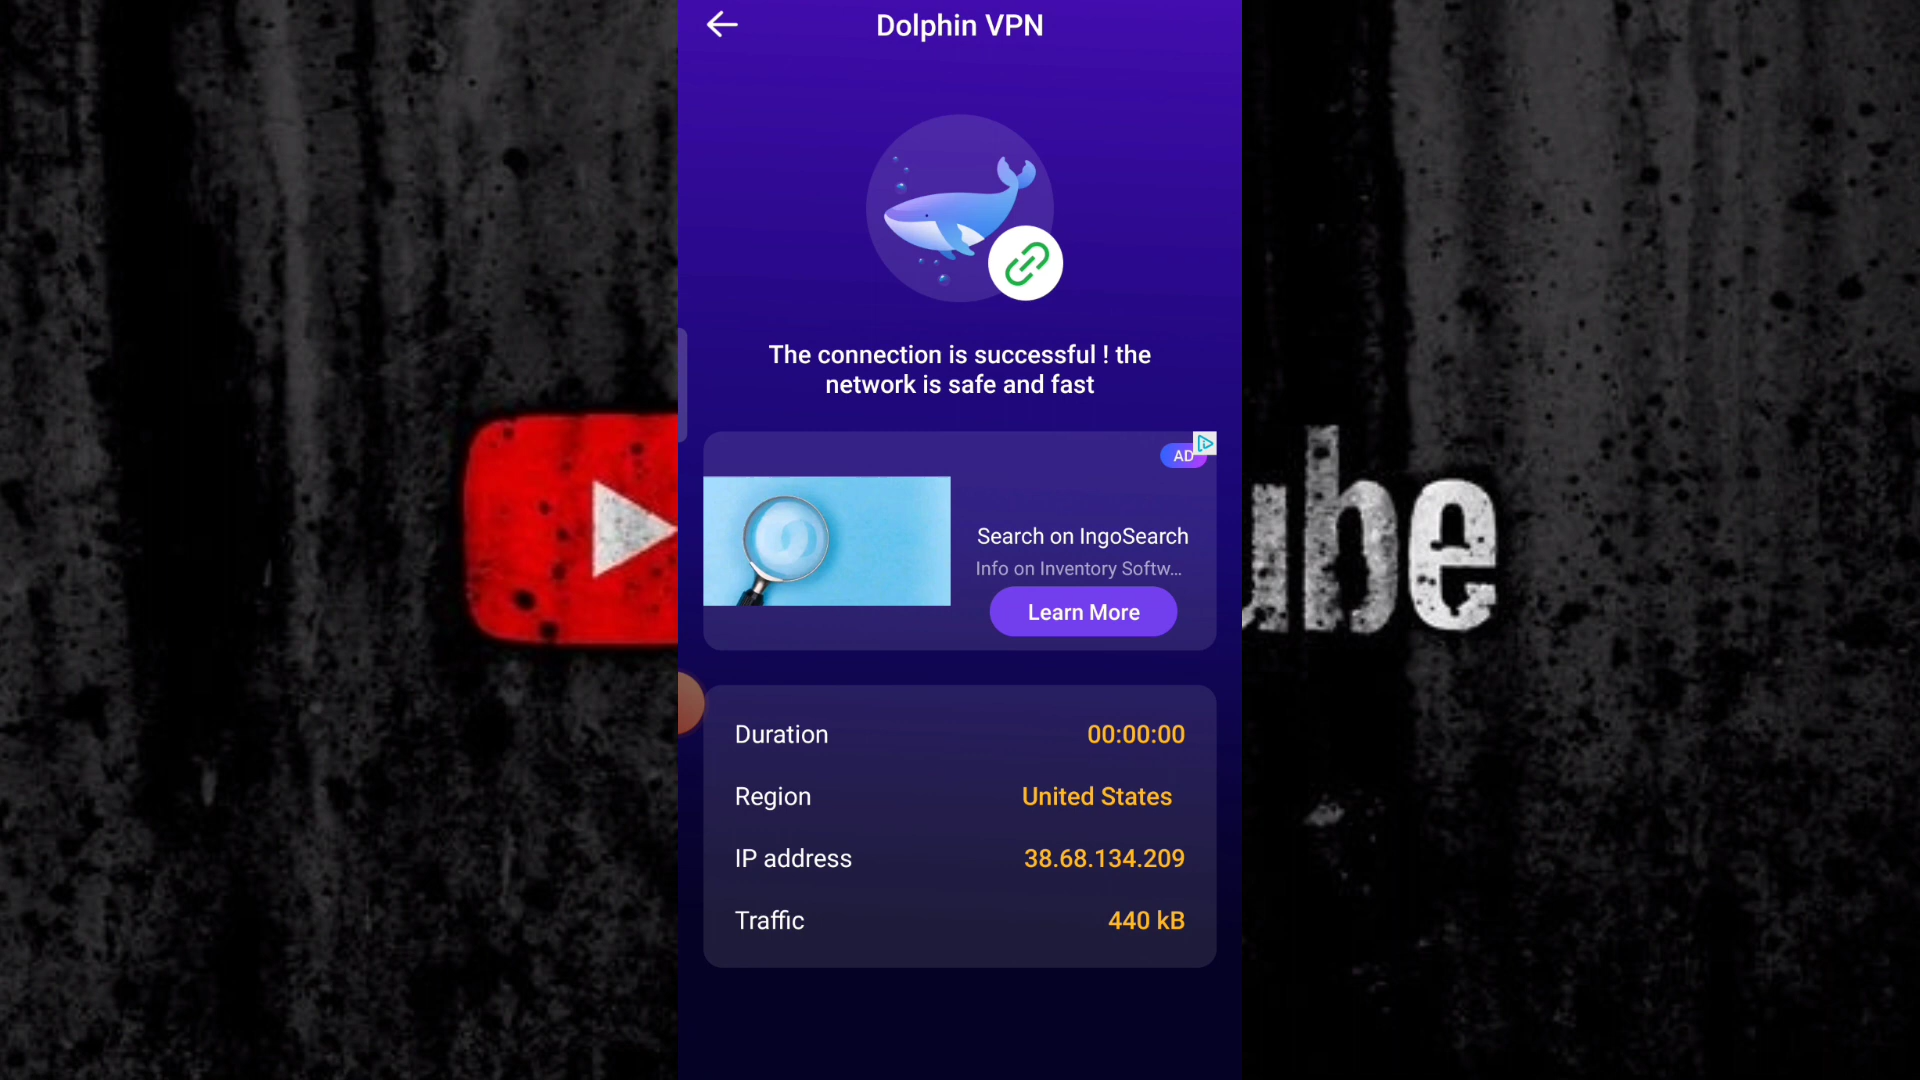 Dolphin VPN
The connection is successful ! the
network is safe and fast
AD
Search on IngoSearch
Info on Inventory Softw...
Learn More
Duration 00:00:00
Region United States
IP address 38.68.134.209
Traffic 440 kB
ube